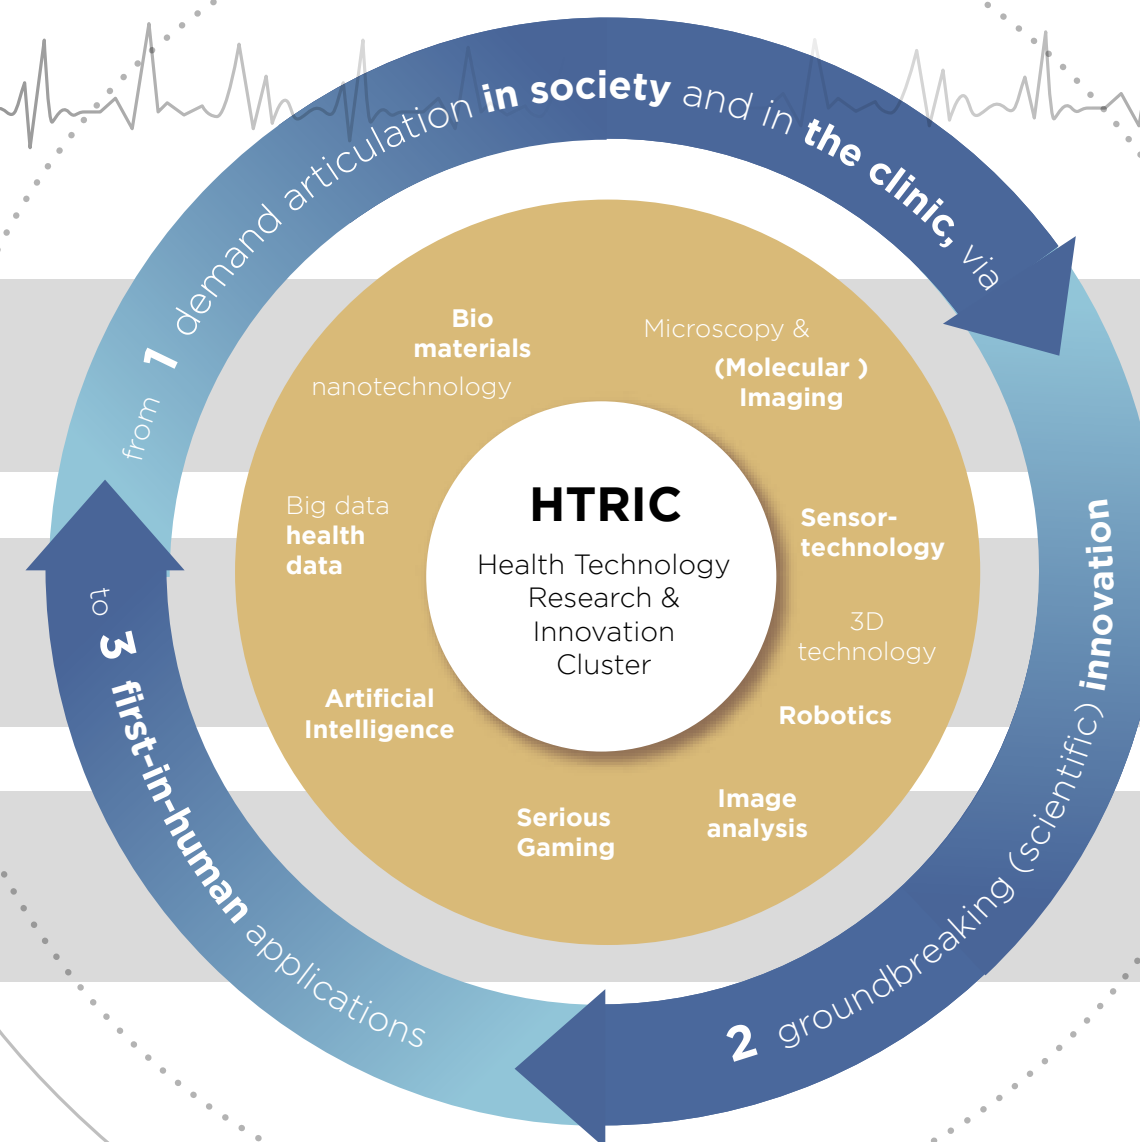 from 1 demand articulation in society and in the clinic, via
2 groundbreaking (scientific) innovation
to 3 first-in-human applications
Bio
materials
nanotechnology
Microscopy &
(Molecular )
Imaging
Big data
health
data
HTRIC
Health Technology
Research &
Innovation
Cluster
Sensor-
technology
3D
technology
Artificial
Intelligence
Robotics
Serious
Gaming
Image
analysis